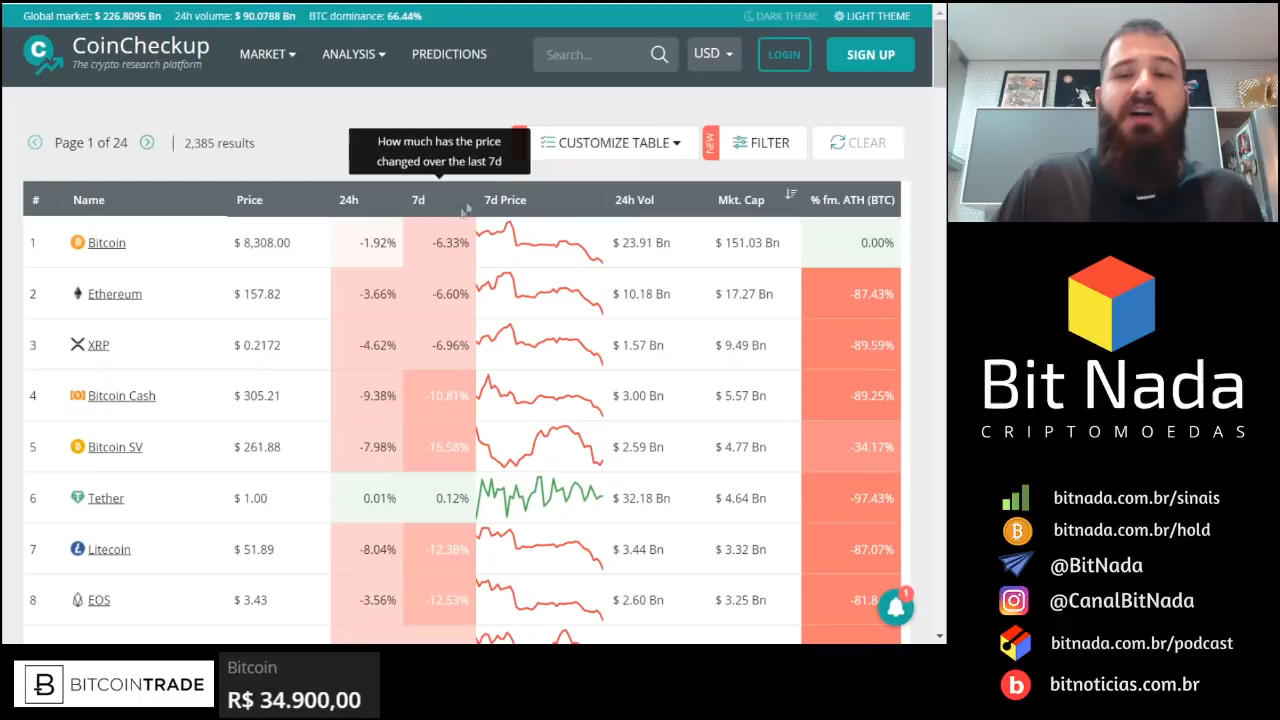 Global market: $ 226.8095 Bn 24h volume: $ 90.0788 Bn BTC dominance: 66.44% DARK THEME LIGHT THEME
CoinCheckup
The crypto research platform
MARKET ANALYSIS PREDICTIONS Search... USD LOGIN SIGN UP
Page 1 of 24 2,385 results
How much has the price
changed over the last 7d
CUSTOMIZE TABLE NEW FILTER CLEAR
# Name Price 24h 7d 7d Price 24h Vol Mkt. Cap % fm. ATH (BTC)
1 Bitcoin $ 8,308.00 -1.92% -6.33% $ 23.91 Bn $ 151.03 Bn 0.00%
2 Ethereum $ 157.82 -3.66% -6.60% $ 10.18 Bn $ 17.27 Bn -87.43%
3 XRP $ 0.2172 -4.62% -6.96% $ 1.57 Bn $ 9.49 Bn -89.59%
4 Bitcoin Cash $ 305.21 -9.38% -10.81% $ 3.00 Bn $ 5.57 Bn -89.25%
5 Bitcoin SV $ 261.88 -7.98% -15.58% $ 2.59 Bn $ 4.77 Bn -34.17%
6 Tether $ 1.00 0.01% 0.12% $ 32.18 Bn $ 4.64 Bn -97.43%
7 Litecoin $ 51.89 -8.04% -12.38% $ 3.44 Bn $ 3.32 Bn -87.07%
8 EOS $ 3.43 -3.56% -12.53% $ 2.60 Bn $ 3.25 Bn -81.8
1
Bit Nada
CRIPTOMOEDAS
bitnada.com.br/sinais
bitnada.com.br/hold
@BitNada
@CanalBitNada
bitnada.com.br/podcast
bitnoticias.com.br
BITCOINTRADE
Bitcoin
R$ 34.900,00